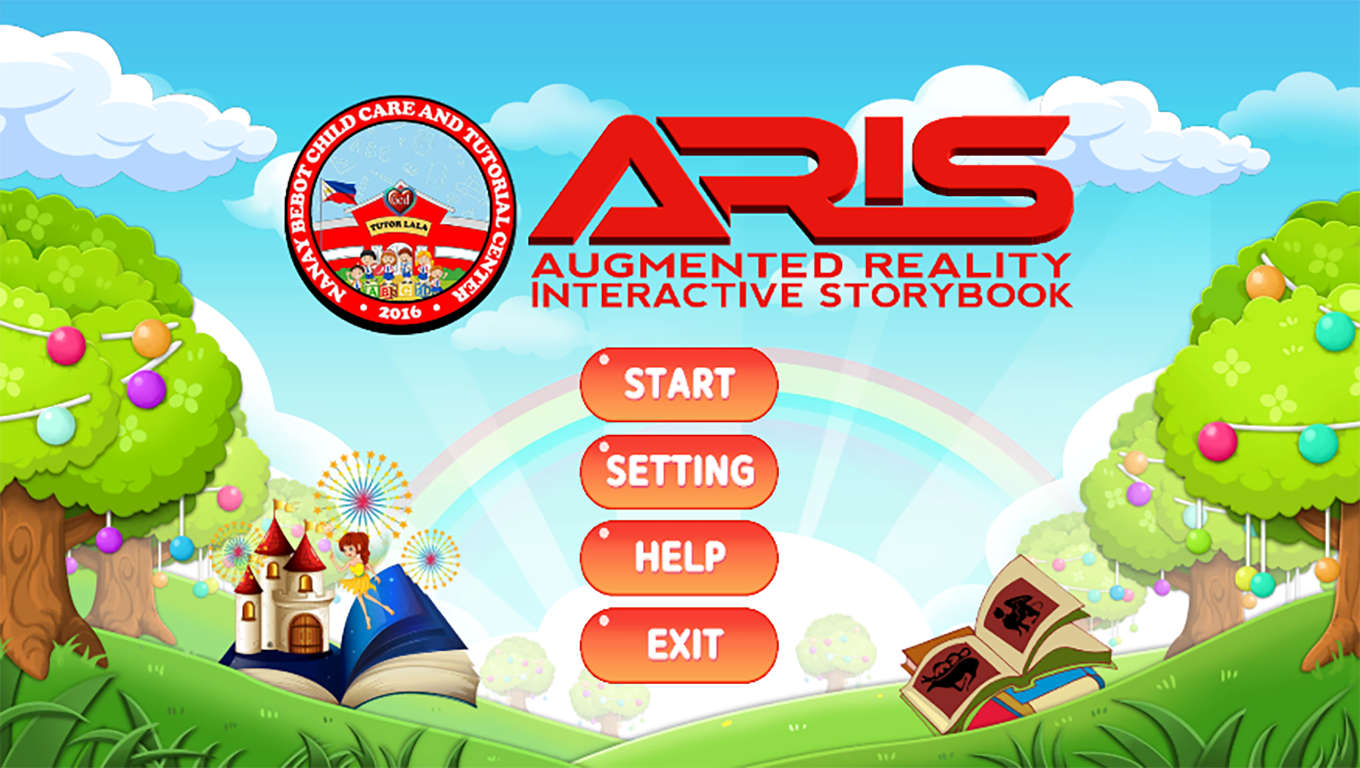 NANAY BEBOT CHILD CARE AND TUTORIAL CENTER
TUTOR LALA
• 2016 •
ARIS
AUGMENTED REALITY
INTERACTIVE STORYBOOK
START
SETTING
HELP
EXIT